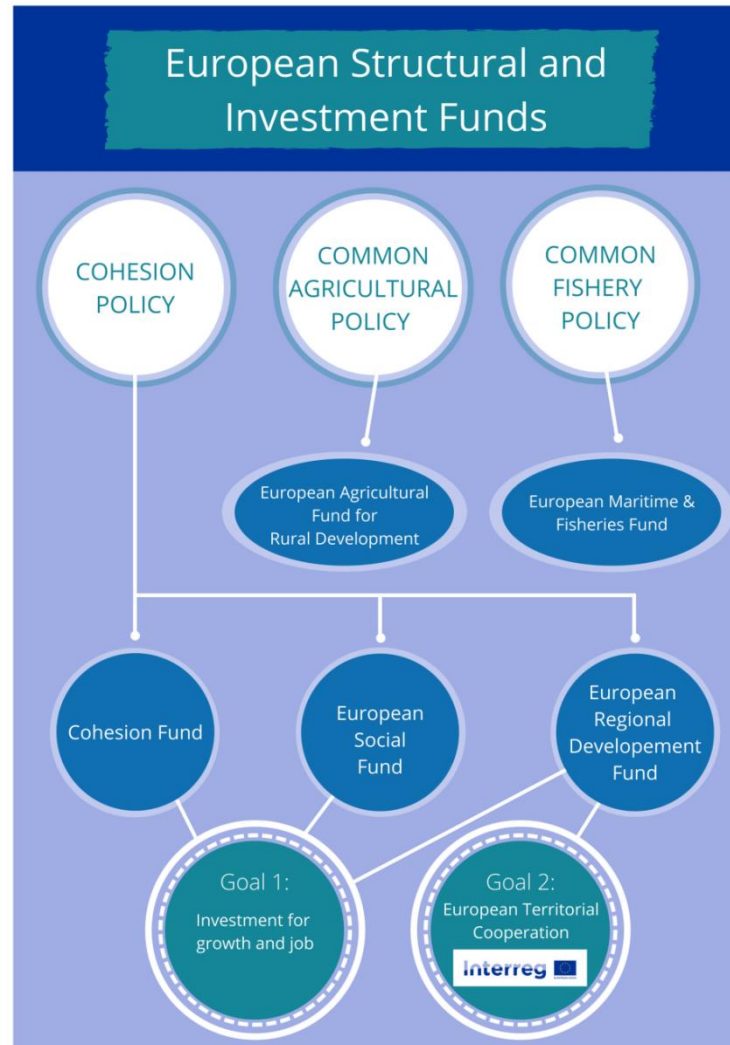 European Structural and
Investment Funds
COHESION
POLICY
COMMON
AGRICULTURAL
POLICY
COMMON
FISHERY
POLICY
European Agricultural
Fund for
Rural Development
European Maritime &
Fisheries Fund
Cohesion Fund
European
Social
Fund
European
Regional
Developement
Fund
Goal 1:
Investment for
growth and job
Goal 2:
European Territorial
Cooperation
Interreg